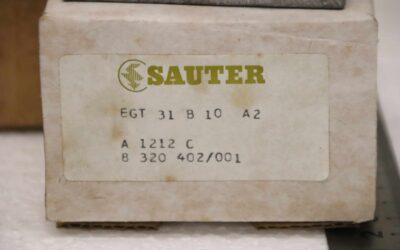 SAUTER
EGT 31 B 10 A2
A 1212 C
B 320 402/001